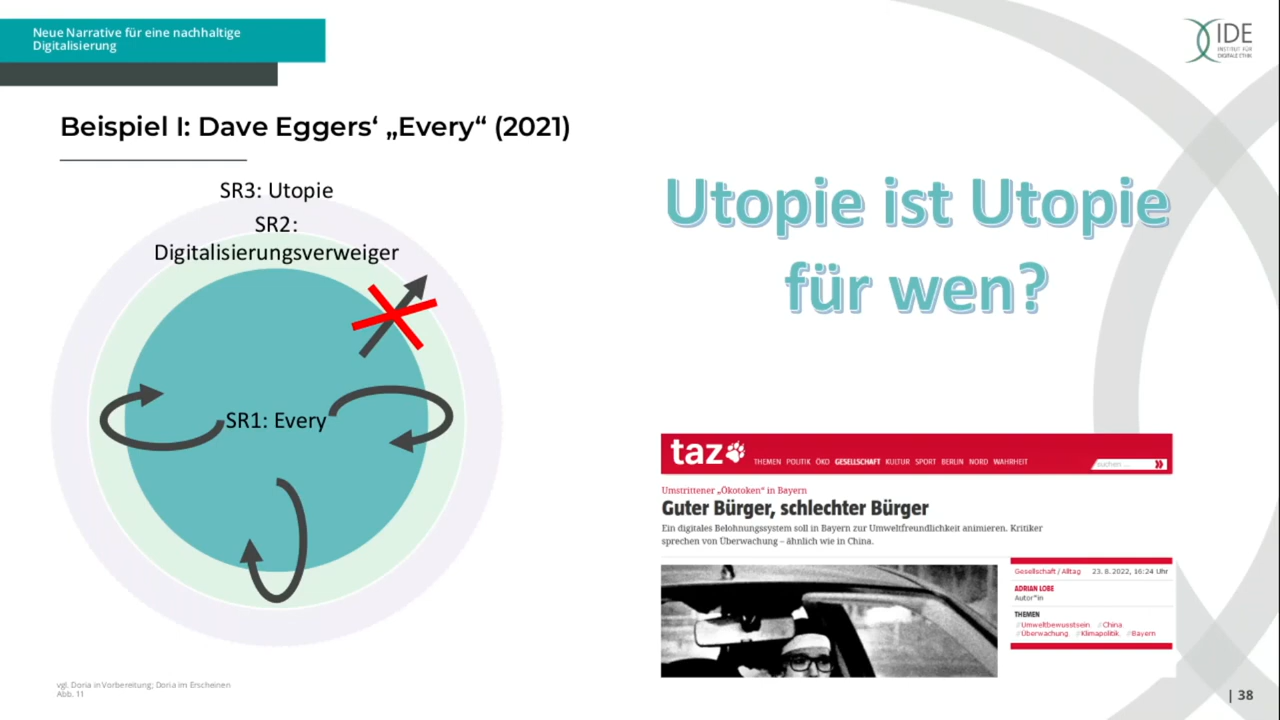 Neue Narrative für eine nachhaltige
Digitalisierung
IDE
INSTITUT FÜR
DIGITALE ETHIK
Beispiel I: Dave Eggers‘ „Every“ (2021)
SR3: Utopie
SR2:
Digitalisierungsverweiger
SR1: Every
Utopie ist Utopie
für wen?
taz
THEMEN POLITIK ÖKO GESELLSCHAFT KULTUR SPORT BERLIN NORD WAHRHEIT
suchen ...
Umstrittener „Ökotoken“ in Bayern
Guter Bürger, schlechter Bürger
Ein digitales Belohnungssystem soll in Bayern zur Umweltfreundlichkeit animieren. Kritiker
sprechen von Überwachung – ähnlich wie in China.
Gesellschaft / Alltag 23. 8. 2022, 16:24 Uhr
ADRIAN LOBE
Autor*in
THEMEN
#Umweltbewusstsein #China
#Überwachung #Klimapolitik #Bayern
vgl. Doria in Vorbereitung; Doria im Erscheinen
Abb. 11
| 38